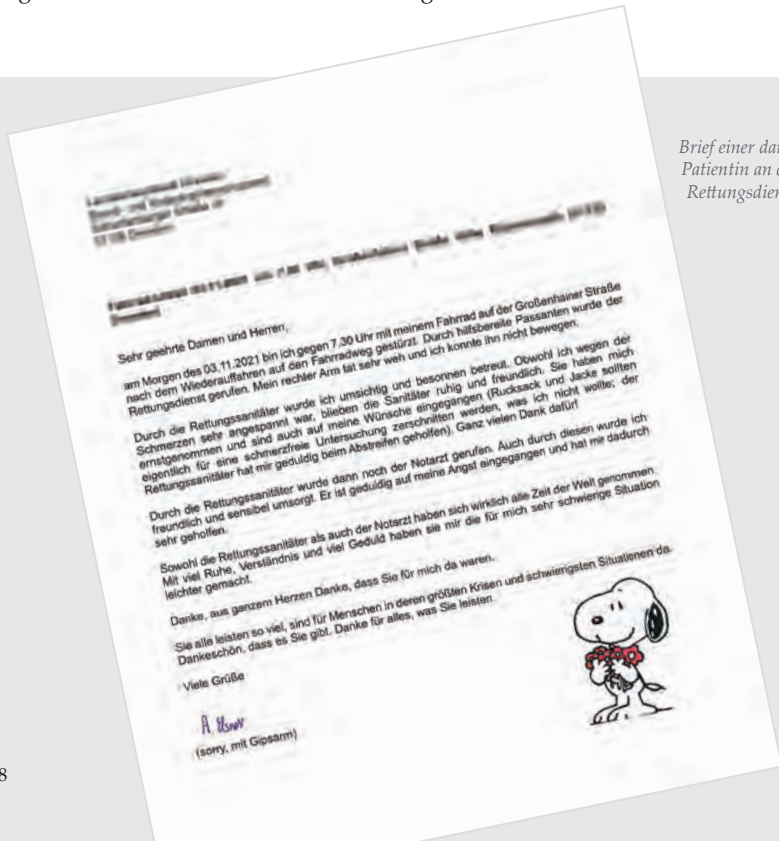 Brief einer
Patientin an
Rettungsdien
Sehr geehrte Damen und Herren,
am Morgen des 03.11.2021 bin ich gegen 7.30 Uhr mit meinem Fahrrad auf der Großenhainer Straße
nach dem Wiederauffahren auf den Fahrradweg gestürzt. Durch hilfsbereite Passanten wurde der
Rettungsdienst gerufen. Mein rechter Arm tat sehr weh und ich konnte ihn nicht bewegen.
Durch die Rettungssanitäter wurde ich umsichtig und besonnen betreut. Obwohl ich wegen der
Schmerzen sehr angespannt war, blieben die Sanitäter ruhig und freundlich. Sie haben mich
ernstgenommen und sind auch auf meine Wünsche eingegangen (Rucksack und Jacke sollten
eigentlich für eine schmerzfreie Untersuchung zerschnitten werden, was ich nicht wollte; der
Rettungssanitäter hat mir geduldig beim Abstreifen geholfen). Ganz vielen Dank dafür!
Durch die Rettungssanitäter wurde dann noch der Notarzt gerufen. Auch durch diesen wurde ich
freundlich und sensibel umsorgt. Er ist geduldig auf meine Angst eingegangen und hat mir dadurch
sehr geholfen.
Sowohl die Rettungssanitäter als auch der Notarzt haben sich wirklich alle Zeit der Welt genommen.
Mit viel Ruhe, Verständnis und viel Geduld haben sie mir die für mich sehr schwierige Situation
leichter gemacht.
Danke, aus ganzem Herzen Danke, dass Sie für mich da waren.
Sie alle leisten so viel, sind für Menschen in deren größten Krisen und schwierigsten Situationen da.
Dankeschön, dass es Sie gibt. Danke für alles, was Sie leisten.
Viele Grüße
(sorry, mit Gipsarm)
8